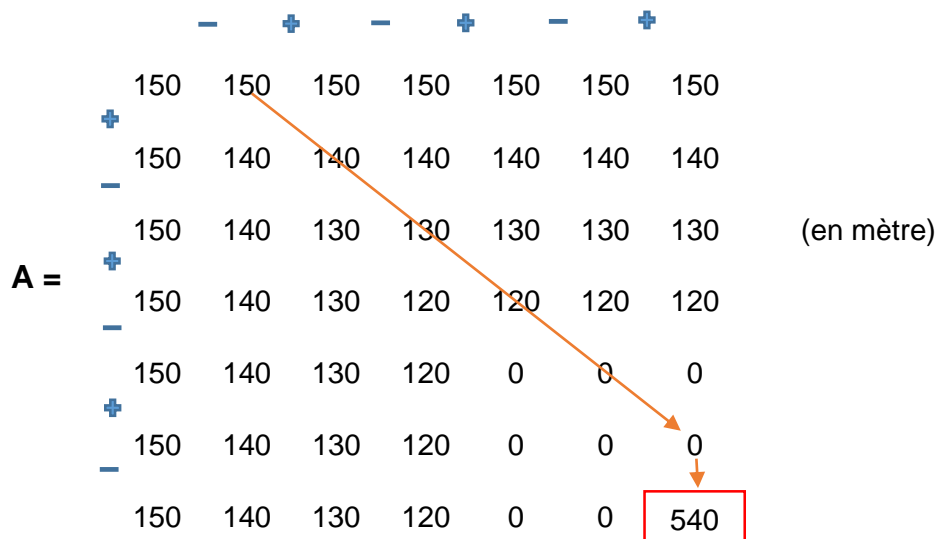 − + − + − +
150 150 150 150 150 150 150
+
150 140 140 140 140 140 140
−
150 140 130 130 130 130 130 (en mètre)
A = +
150 140 130 120 120 120 120
−
150 140 130 120 0 0 0
+
150 140 130 120 0 0 0
−
150 140 130 120 0 0 540